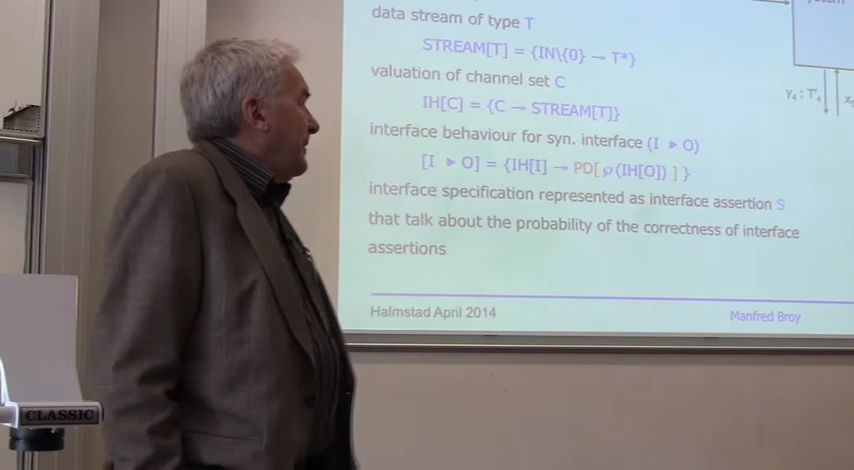 data stream of type T
STREAM[T] = {IN\{0} → T*}
valuation of channel set C
IH[C] = {C → STREAM[T]}
interface behaviour for syn. interface (I ▸ O)
[I ▸ O] = {IH[I] → PD[℘(IH[O]) ] }
interface specification represented as interface assertion S
that talk about the probability of the correctness of interface
assertions
y₄ : T'₄
Halmstad April 2014
Manfred Broy
CLASSIC